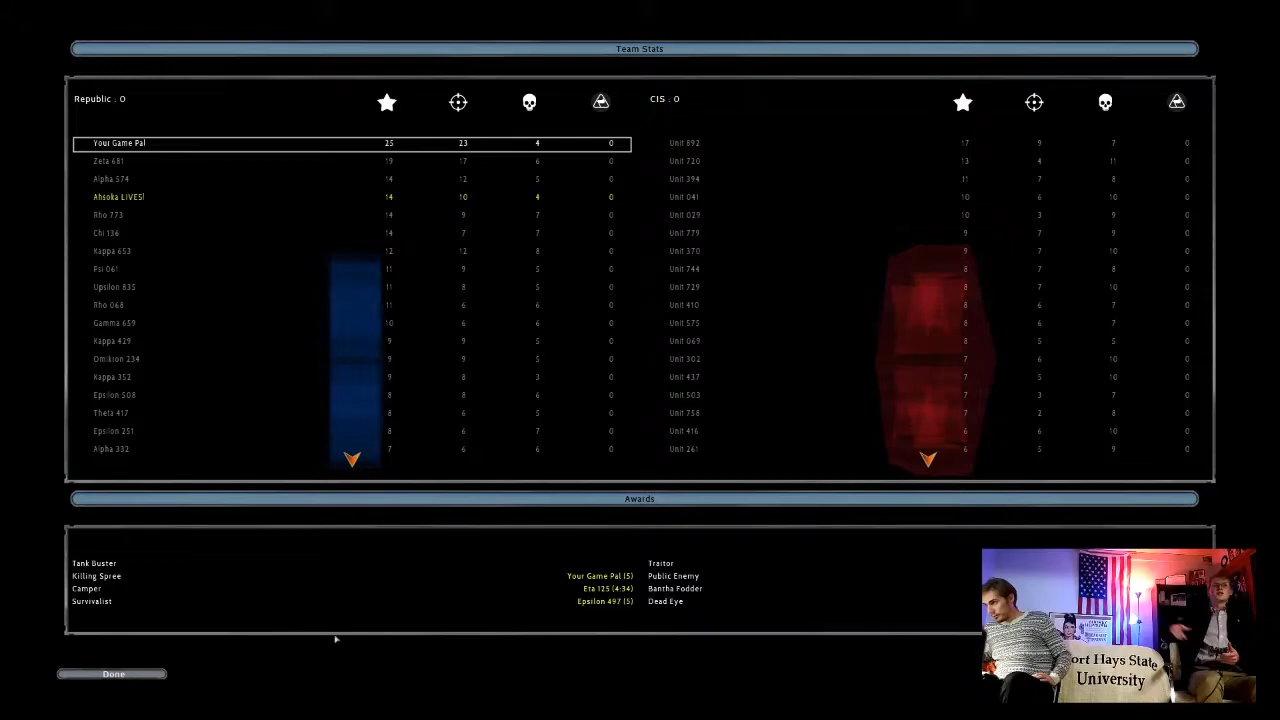 Team Stats
Republic : 0
CIS : 0
Your Game Pal 25 23 4 0
Unit 892 17 9 7 0
Zeta 681 19 17 6 0
Unit 720 13 4 11 0
Alpha 574 14 12 5 0
Unit 394 11 7 8 0
Ahsoka LIVES! 14 10 4 0
Unit 041 10 6 10 0
Rho 773 14 9 7 0
Unit 029 10 3 9 0
Chi 136 14 7 7 0
Unit 779 9 7 9 0
Kappa 653 12 12 8 0
Unit 370 9 7 10 0
Psi 061 11 9 5 0
Unit 744 8 7 8 0
Upsilon 835 11 8 5 0
Unit 729 8 7 10 0
Rho 068 11 6 6 0
Unit 410 8 6 7 0
Gamma 659 10 6 6 0
Unit 575 8 6 7 0
Kappa 429 9 9 5 0
Unit 069 8 5 5 0
Omikron 234 9 9 5 0
Unit 302 7 6 10 0
Kappa 352 9 8 3 0
Unit 437 7 5 10 0
Epsilon 508 8 8 6 0
Unit 503 7 3 7 0
Theta 417 8 6 5 0
Unit 758 7 2 8 0
Epsilon 251 8 6 7 0
Unit 416 6 6 10 0
Alpha 332 7 6 6 0
Unit 261 6 5 9 0
Awards
Tank Buster
Traitor
Killing Spree Your Game Pal (5)
Public Enemy
Camper Eta 125 (4:34)
Bantha Fodder
Survivalist Epsilon 497 (5)
Dead Eye
Done
ort Hays State
University